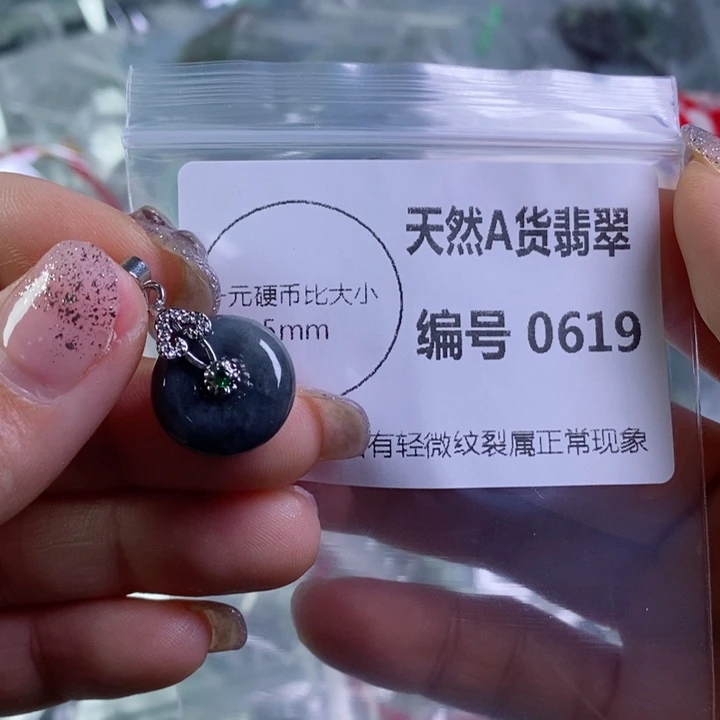 天然A货翡翠
元硬币比大小
5mm
编号 0619
有轻微纹裂属正常现象